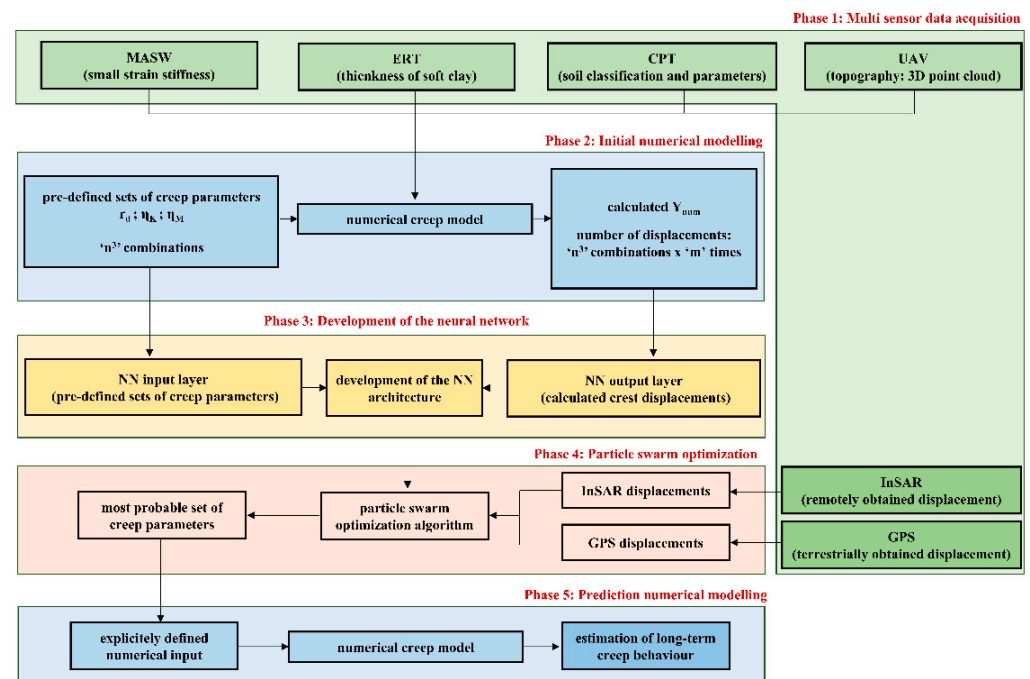 Phase 1: Multi sensor data acquisition
MASW
(small strain stiffness)
ERT
(thicnkness of soft clay)
CPT
(soil classification and parameters)
UAV
(topography: 3D point cloud)
Phase 2: Initial numerical modelling
pre-defined sets of creep parameters
r_d ; η_K ; η_M
‘n³’ combinations
numerical creep model
calculated Y_num
number of displacements:
‘n³’ combinations x ‘m’ times
Phase 3: Development of the neural network
NN input layer
(pre-defined sets of creep parameters)
development of the NN
architecture
NN output layer
(calculated crest displacements)
Phase 4: Particle swarm optimization
most probable set of
creep parameters
particle swarm
optimization algorithm
InSAR displacements
GPS displacements
InSAR
(remotely obtained displacement)
GPS
(terrestrially obtained displacement)
Phase 5: Prediction numerical modelling
explicitely defined
numerical input
numerical creep model
estimation of long-term
creep behaviour